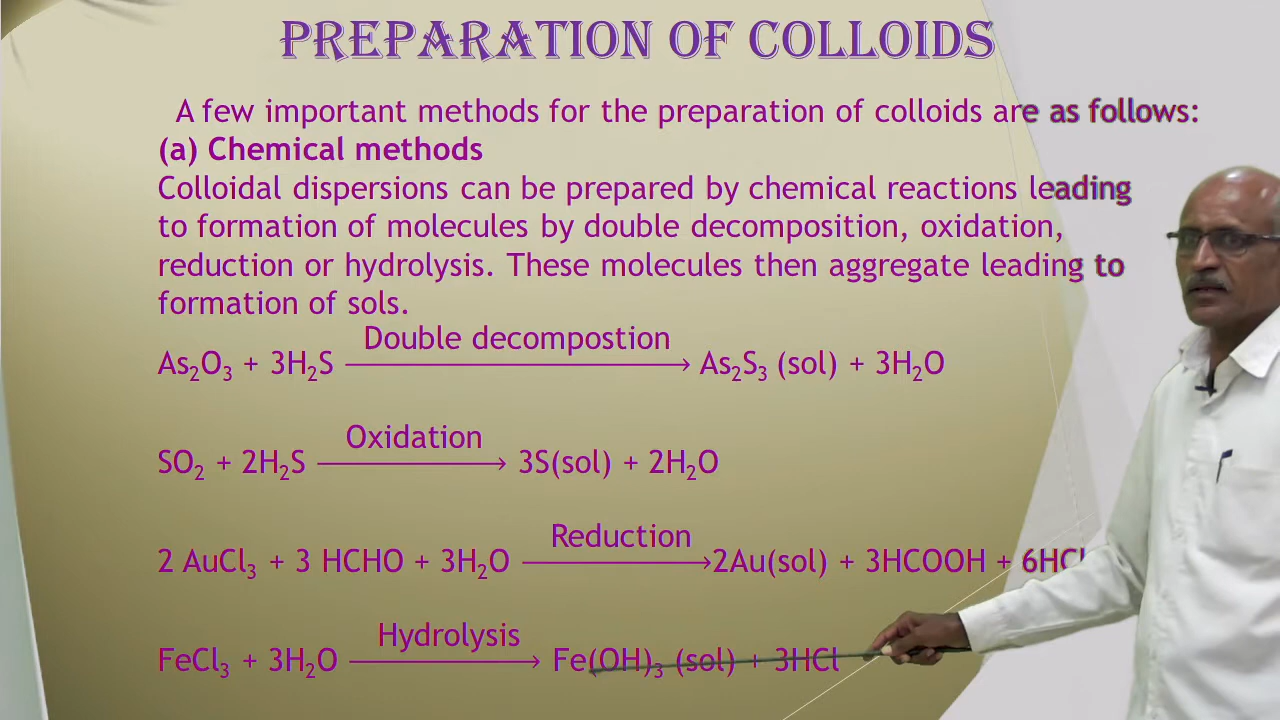 PREPARATION OF COLLOIDS
A few important methods for the preparation of colloids are as follows:
(a) Chemical methods
Colloidal dispersions can be prepared by chemical reactions leading
to formation of molecules by double decomposition, oxidation,
reduction or hydrolysis. These molecules then aggregate leading to
formation of sols.
Double decompostion
As₂O₃ + 3H₂S ⟶ As₂S₃ (sol) + 3H₂O
Oxidation
SO₂ + 2H₂S ⟶ 3S(sol) + 2H₂O
Reduction
2 AuCl₃ + 3 HCHO + 3H₂O ⟶ 2Au(sol) + 3HCOOH + 6HCl
Hydrolysis
FeCl₃ + 3H₂O ⟶ Fe(OH)₃ (sol) + 3HCl